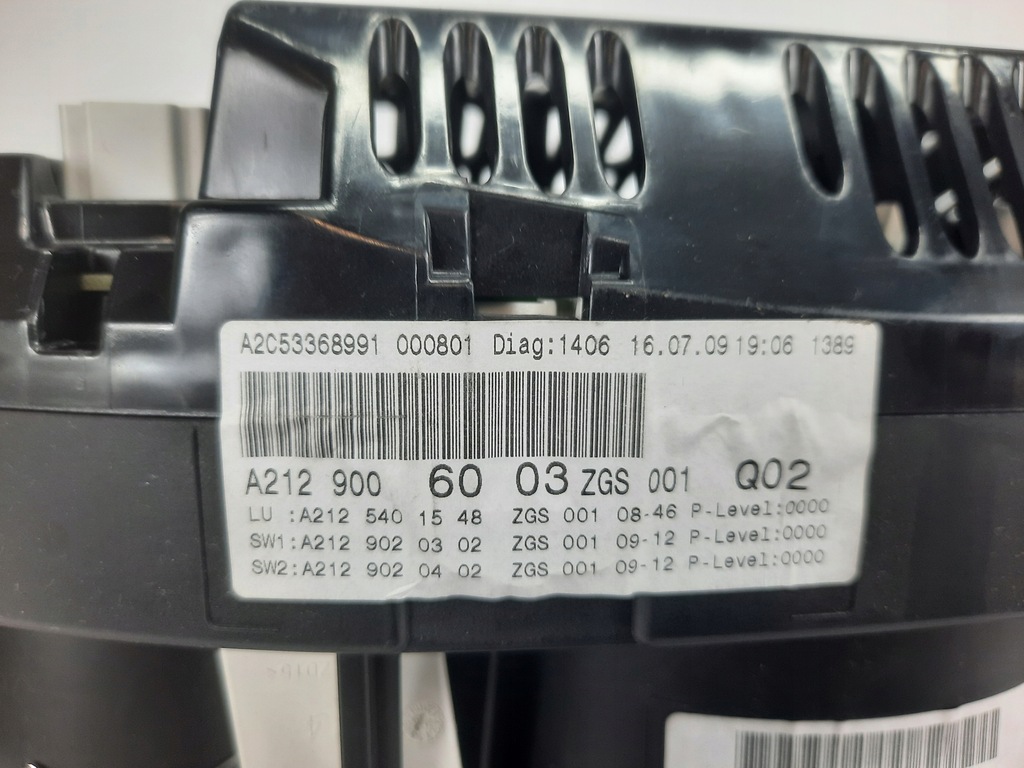 A2C53368991 000801 Diag:1406 16.07.09 19:06 1389
A212 900 60 03 ZGS 001 Q02
LU :A212 540 15 48 ZGS 001 08-46 P-Level:0000
SW1:A212 902 03 02 ZGS 001 09-12 P-Level:0000
SW2:A212 902 04 02 ZGS 001 09-12 P-Level:0000